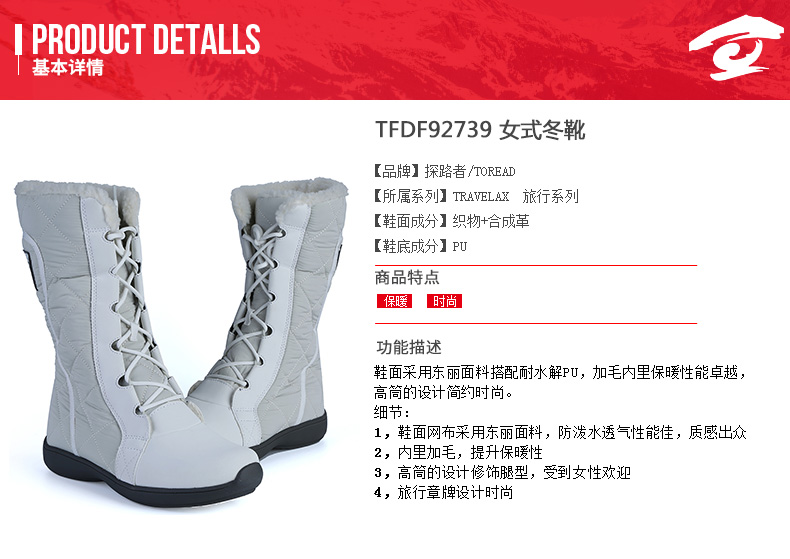 PRODUCT DETALLS
基本详情
TFDF92739 女式冬靴
【品牌】探路者/TOREAD
【所属系列】TRAVELAX 旅行系列
【鞋面成分】织物+合成革
【鞋底成分】PU
商品特点
保暖 时尚
功能描述
鞋面采用东丽面料搭配耐水解PU，加毛内里保暖性能卓越，
高筒的设计简约时尚。
细节：
1，鞋面网布采用东丽面料，防泼水透气性能佳，质感出众
2，内里加毛，提升保暖性
3，高筒的设计修饰腿型，受到女性欢迎
4，旅行章牌设计时尚